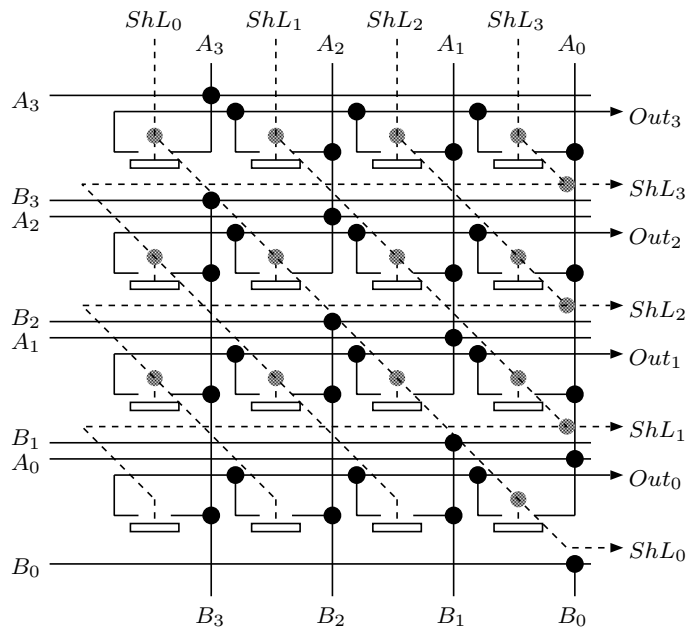 ShL₀ ShL₁ ShL₂ ShL₃
A₃ A₂ A₁ A₀
A₃
Out₃
ShL₃
B₃
A₂
Out₂
ShL₂
B₂
A₁
Out₁
ShL₁
B₁
A₀
Out₀
ShL₀
B₀
B₃ B₂ B₁ B₀